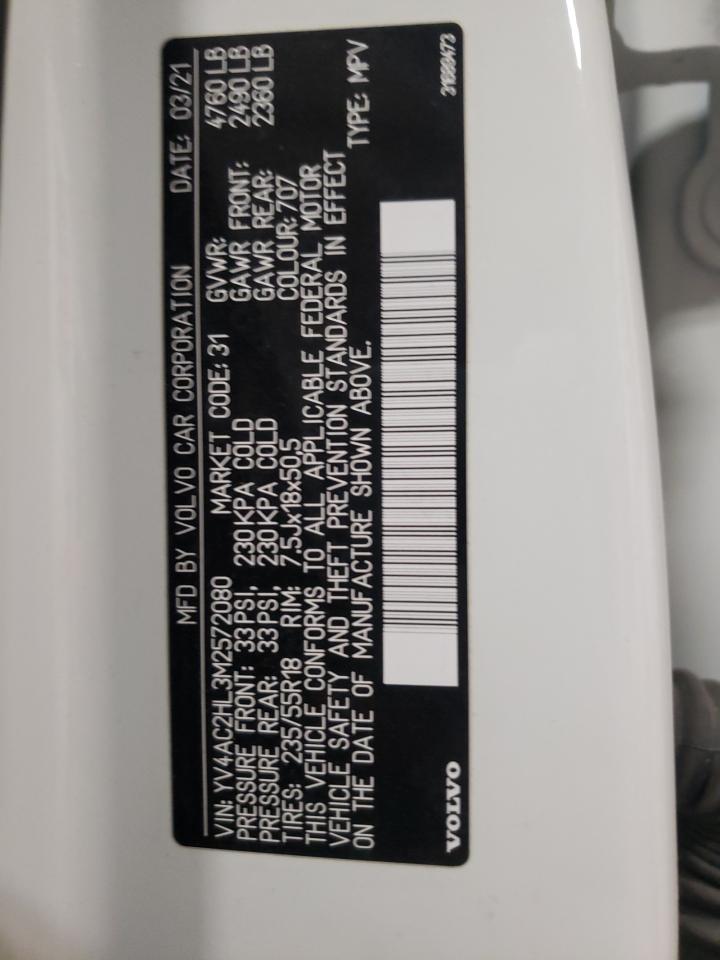 MFD BY VOLVO CAR CORPORATION DATE: 03/21
VIN: YV4AC2HL3M2572080 MARKET CODE: 31 GVWR: 4760 LB
PRESSURE FRONT: 33PSI, 230KPA COLD GAWR FRONT: 2490 LB
PRESSURE REAR: 33PSI, 230KPA COLD GAWR REAR: 2360 LB
TIRES: 235/55R18 RIM: 7.5Jx18x50,5 COLOUR: 707
THIS VEHICLE CONFORMS TO ALL APPLICABLE FEDERAL MOTOR
VEHICLE SAFETY AND THEFT PREVENTION STANDARDS IN EFFECT
ON THE DATE OF MANUFACTURE SHOWN ABOVE. TYPE: MPV
VOLVO